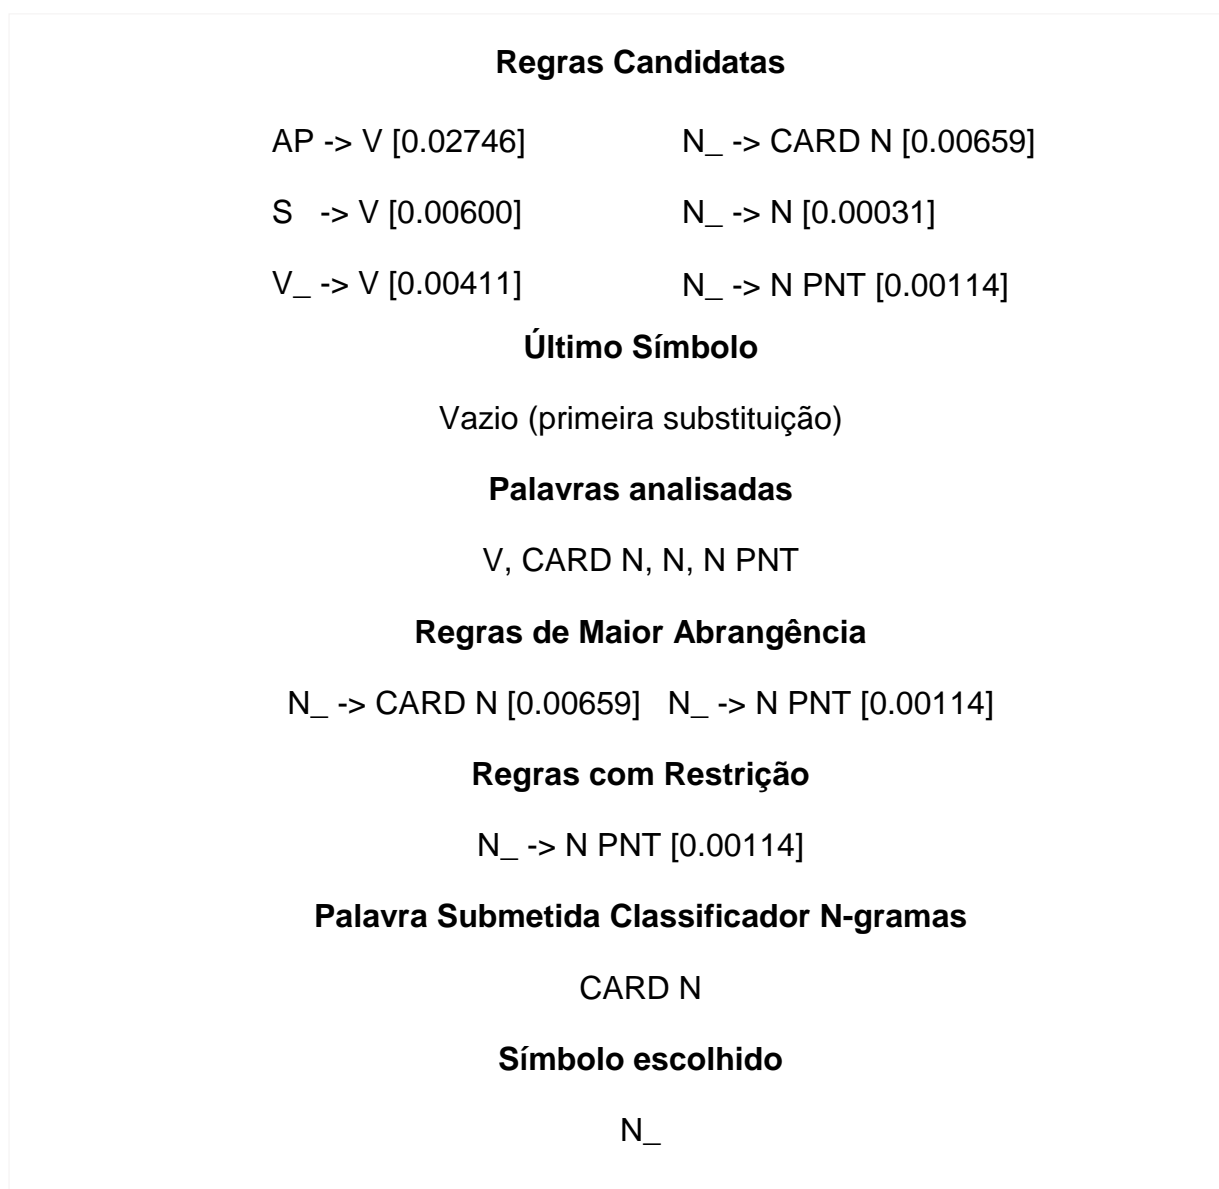 Regras Candidatas
AP -> V [0.02746] N_ -> CARD N [0.00659]
S -> V [0.00600] N_ -> N [0.00031]
V_ -> V [0.00411] N_ -> N PNT [0.00114]
Último Símbolo
Vazio (primeira substituição)
Palavras analisadas
V, CARD N, N, N PNT
Regras de Maior Abrangência
N_ -> CARD N [0.00659] N_ -> N PNT [0.00114]
Regras com Restrição
N_ -> N PNT [0.00114]
Palavra Submetida Classificador N-gramas
CARD N
Símbolo escolhido
N_